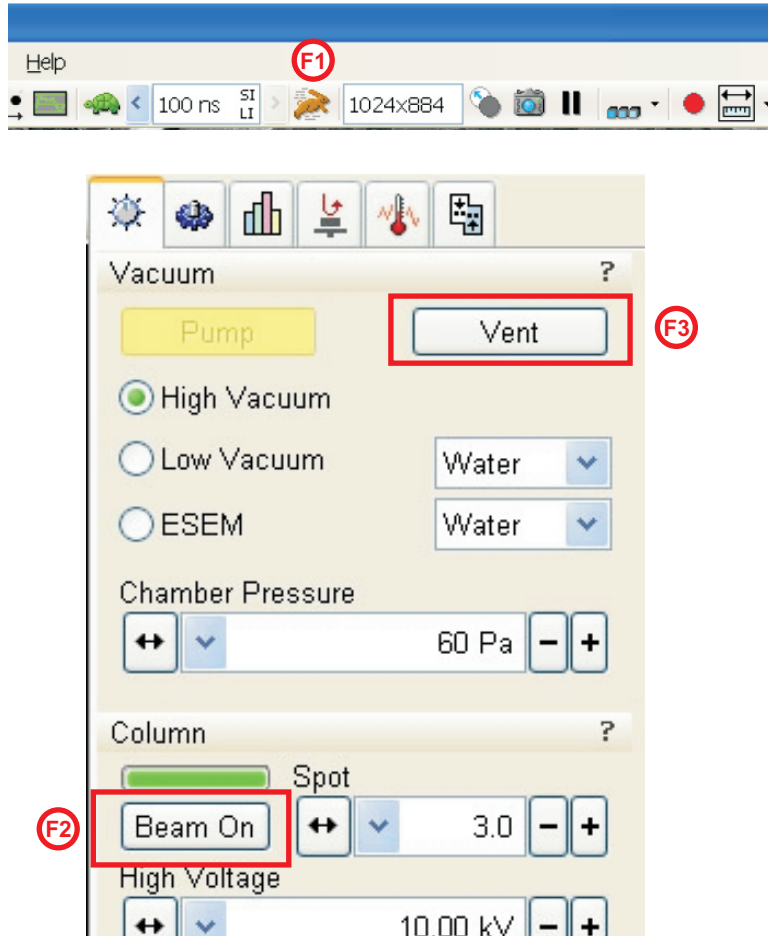 Help
F1
100 ns SI LI 1024x884
Vacuum ?
Pump Vent
F3
High Vacuum
Low Vacuum Water
ESEM Water
Chamber Pressure
60 Pa - +
Column ?
Spot
F2
Beam On 3.0 - +
High Voltage
10.00 kV - +